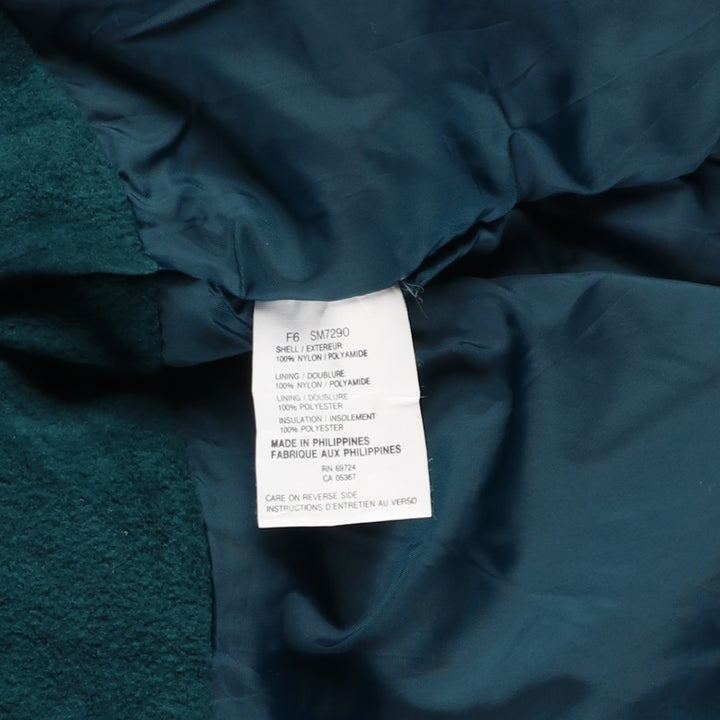 F6 SM7290
SHELL / EXTERIEUR
100% NYLON / POLYAMIDE
LINING / DOUBLURE
100% NYLON / POLYAMIDE
LINING / DOUBLURE
100% POLYESTER
INSULATION / INSOLEMENT
100% POLYESTER
MADE IN PHILIPPINES
FABRIQUE AUX PHILIPPINES
RN 69724
CA 05367
CARE ON REVERSE SIDE
INSTRUCTIONS D'ENTRETIEN AU VERSO